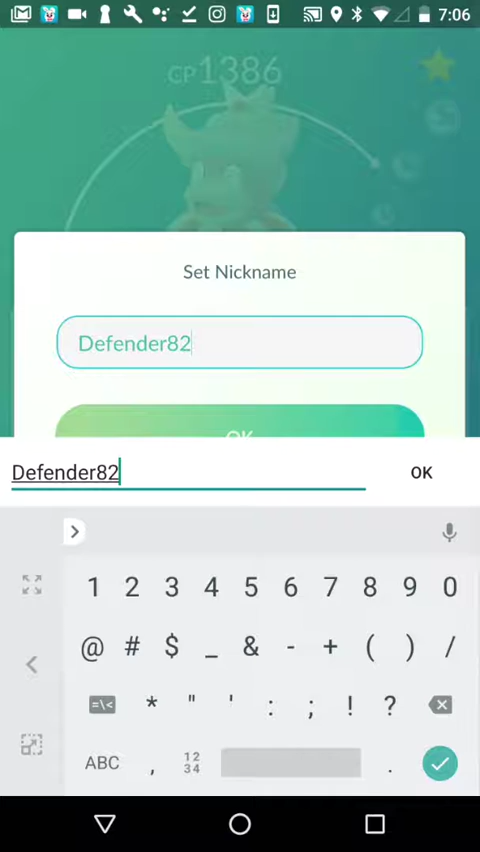 7:06
CP1386
Set Nickname
Defender82
OK
Defender82
OK
1 2 3 4 5 6 7 8 9 0
@ # $ _ & - + ( ) /
=\< * " ' : ; ! ?
ABC , 12 34 .